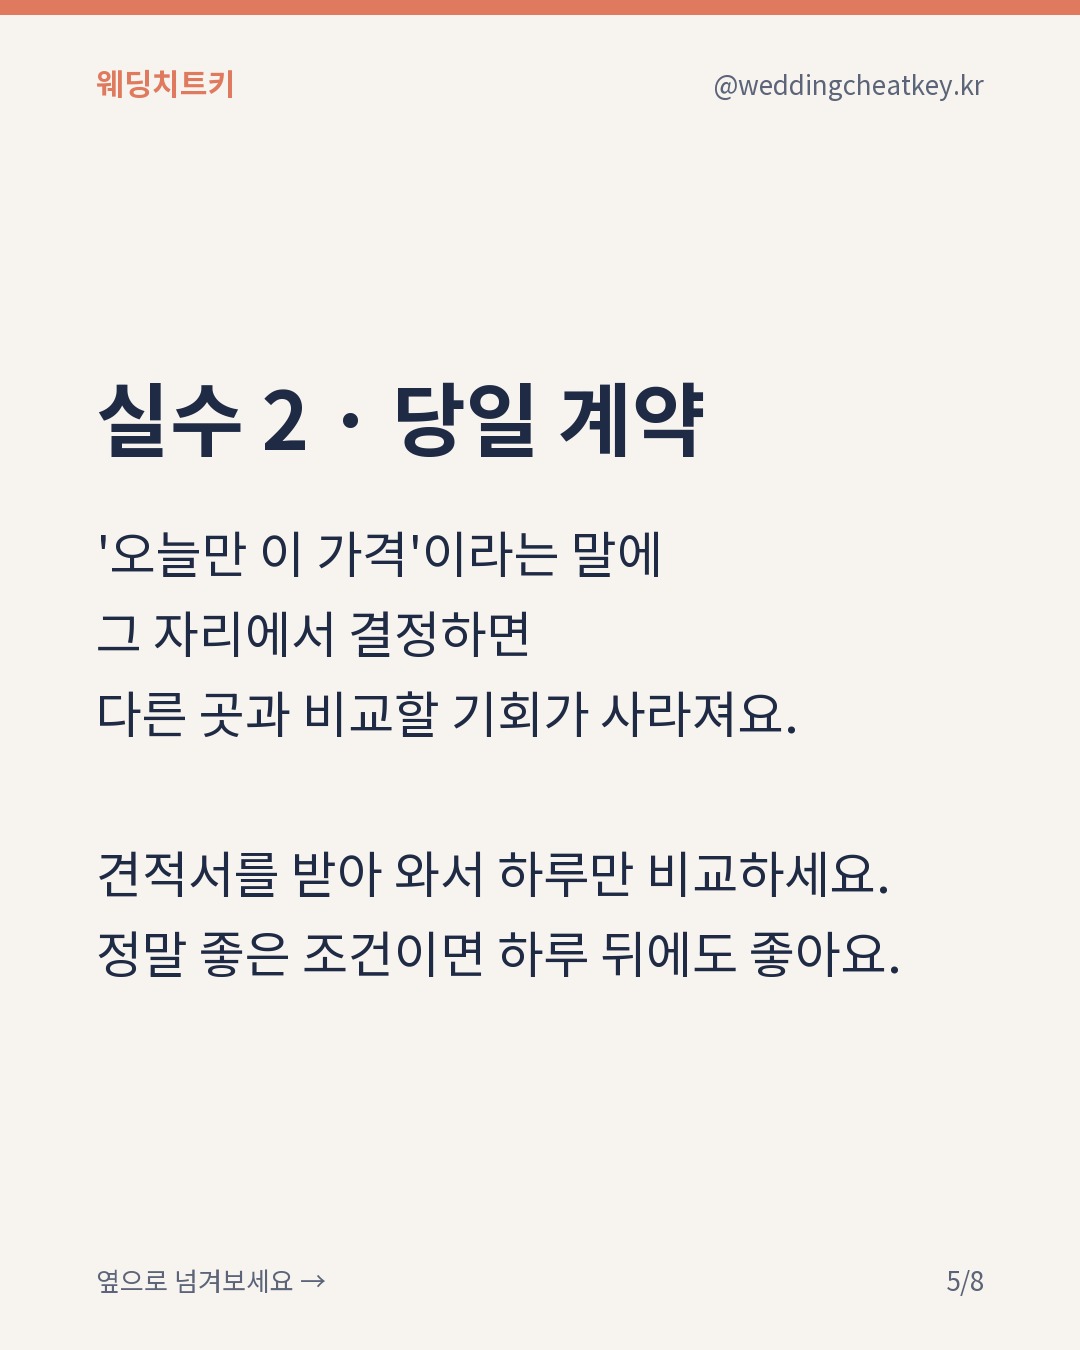 웨딩치트키
@weddingcheatkey.kr
실수 2 · 당일 계약
'오늘만 이 가격'이라는 말에
그 자리에서 결정하면
다른 곳과 비교할 기회가 사라져요.
견적서를 받아 와서 하루만 비교하세요.
정말 좋은 조건이면 하루 뒤에도 좋아요.
옆으로 넘겨보세요 →
5/8